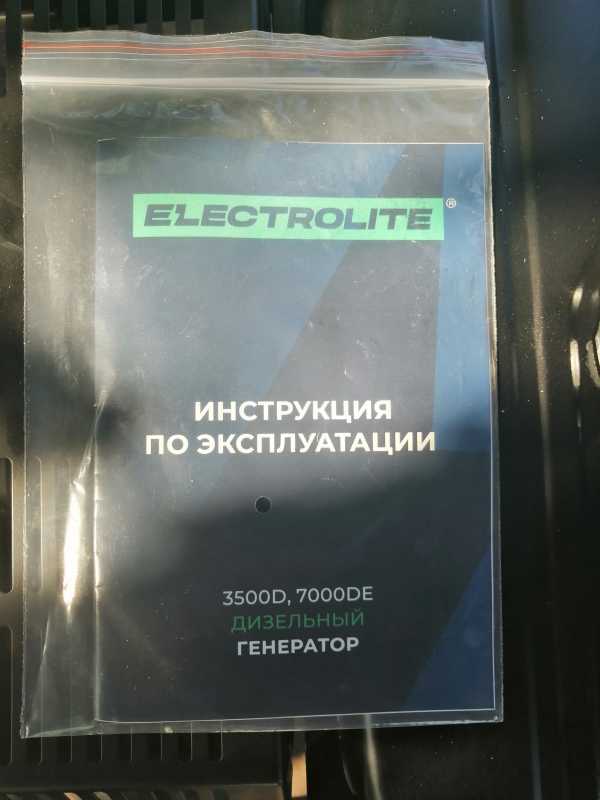 ELECTROLITE®
ИНСТРУКЦИЯ
ПО ЭКСПЛУАТАЦИИ
3500D, 7000DE
ДИЗЕЛЬНЫЙ
ГЕНЕРАТОР